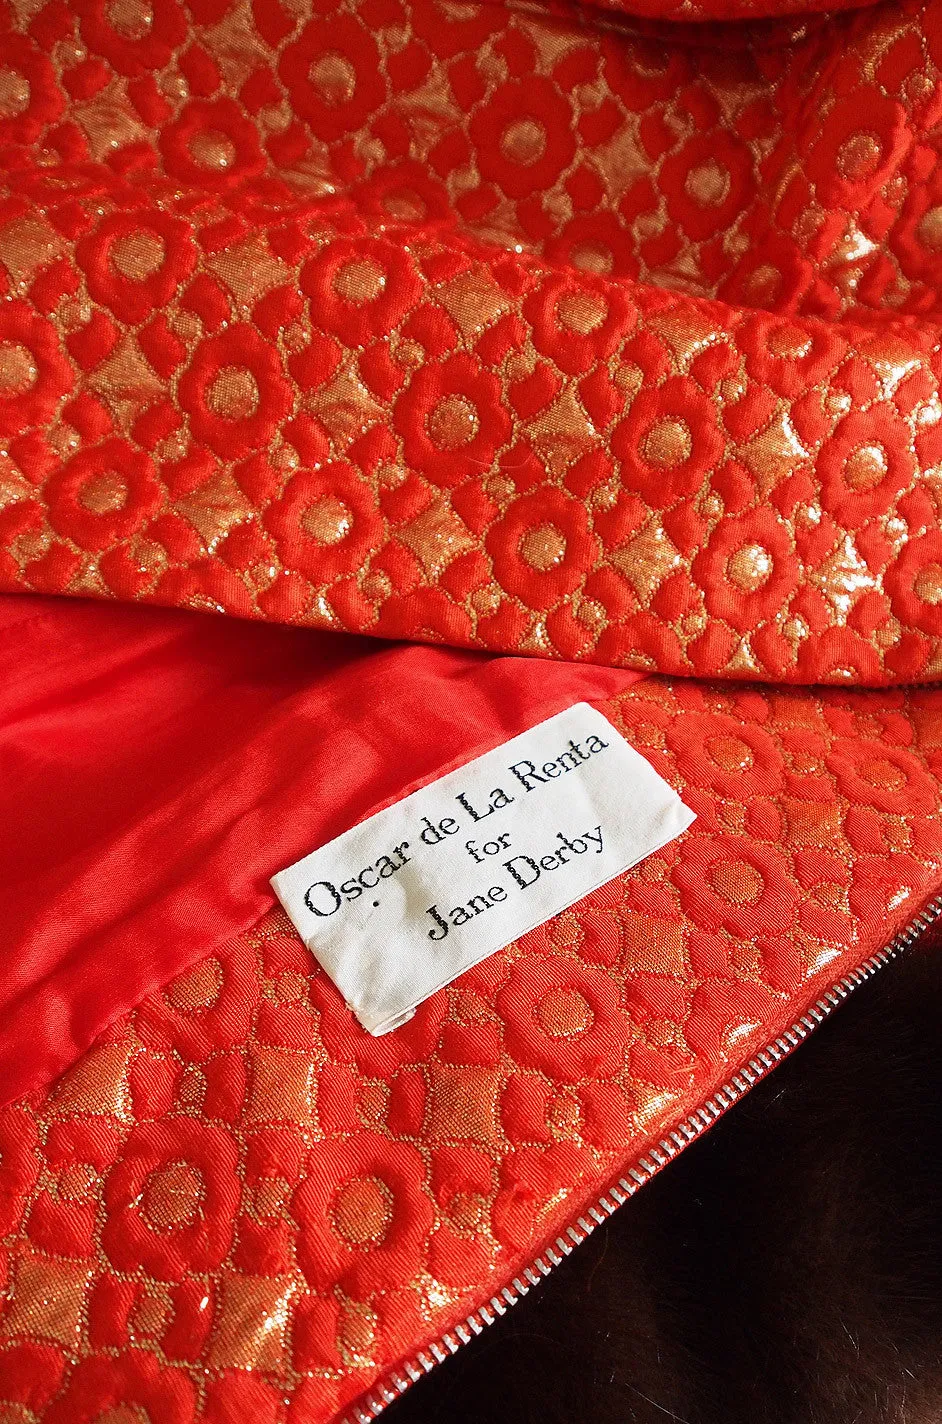 Oscar de La Renta
for
Jane Derby